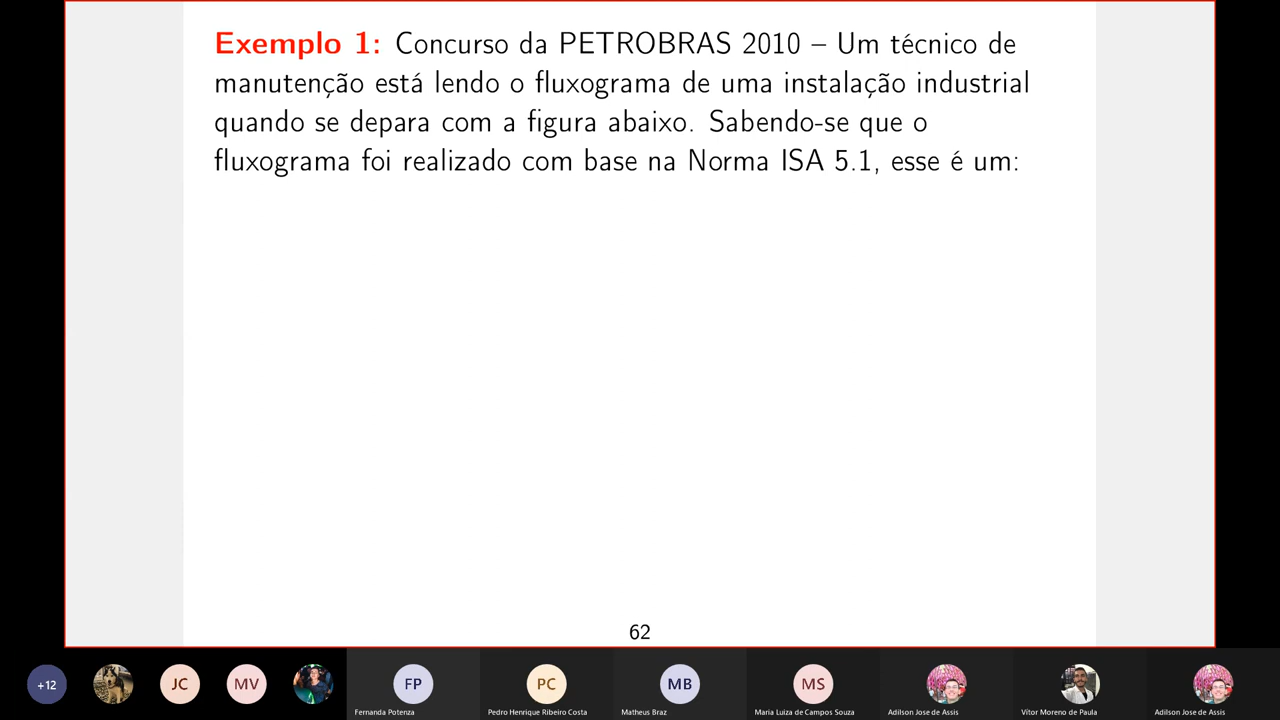 Exemplo 1: Concurso da PETROBRAS 2010 – Um técnico de
manutenção está lendo o fluxograma de uma instalação industrial
quando se depara com a figura abaixo. Sabendo-se que o
fluxograma foi realizado com base na Norma ISA 5.1, esse é um:
62
+12
JC
MV
FP
PC
MB
MS
Fernanda Potenza
Pedro Henrique Ribeiro Costa
Matheus Braz
Maria Luiza de Campos Souza
Adilson Jose de Assis
Vítor Moreno de Paula
Adilson Jose de Assis